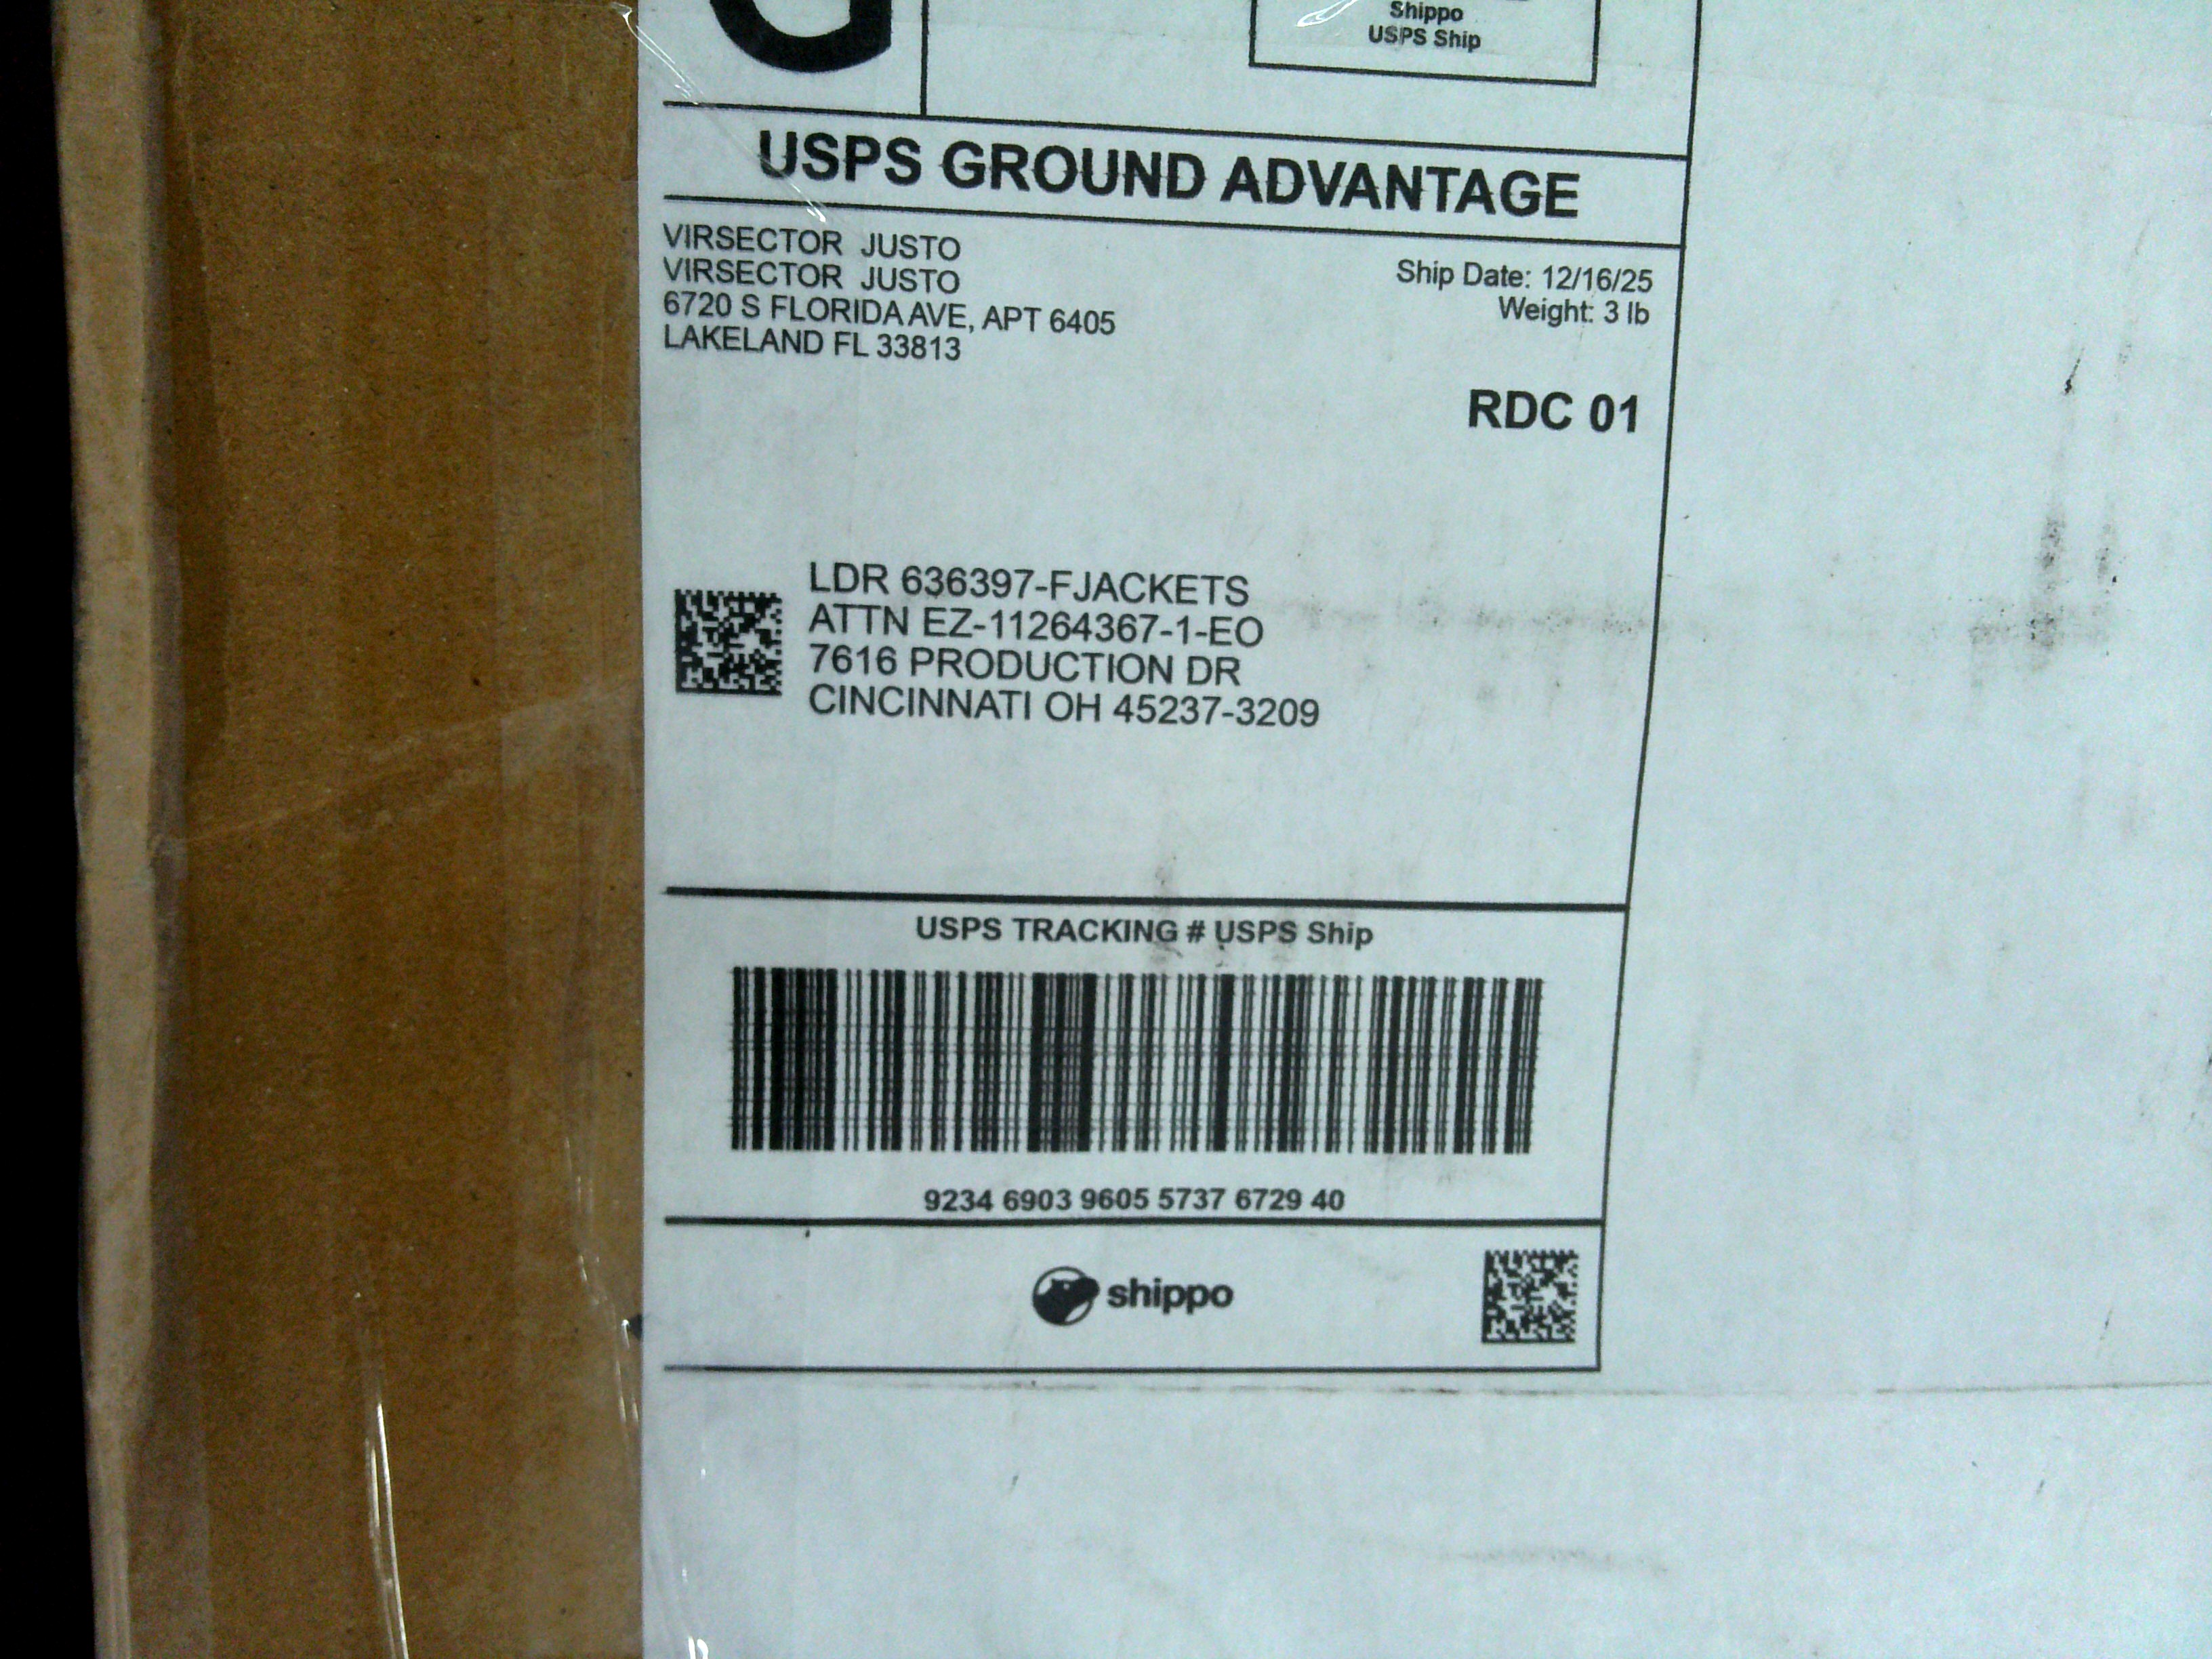 G
Shippo
USPS Ship
USPS GROUND ADVANTAGE
VIRSECTOR JUSTO
VIRSECTOR JUSTO
6720 S FLORIDA AVE, APT 6405
LAKELAND FL 33813
Ship Date: 12/16/25
Weight: 3 lb
RDC 01
LDR 636397-FJACKETS
ATTN EZ-11264367-1-EO
7616 PRODUCTION DR
CINCINNATI OH 45237-3209
USPS TRACKING # USPS Ship
9234 6903 9605 5737 6729 40
shippo